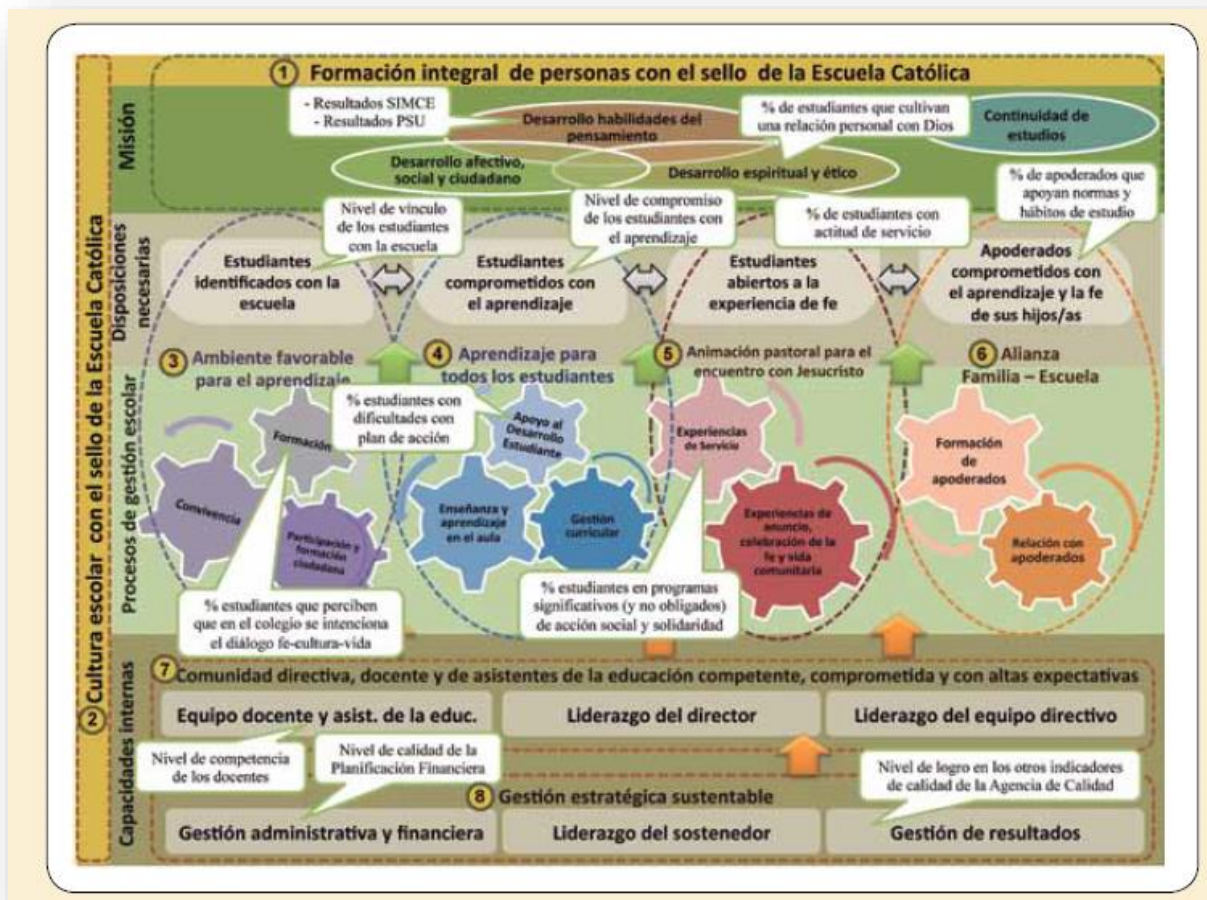 1 Formación integral de personas con el sello de la Escuela Católica
2 Cultura escolar con el sello de la Escuela Católica
Misión
- Resultados SIMCE
- Resultados PSU
Desarrollo habilidades del
pensamiento
% de estudiantes que cultivan
una relación personal con Dios
Continuidad de
estudios
Desarrollo afectivo,
social y ciudadano
Desarrollo espiritual y ético
Disposiciones
necesarias
Nivel de vínculo
de los estudiantes
con la escuela
Nivel de compromiso
de los estudiantes con
el aprendizaje
% de estudiantes con
actitud de servicio
% de apoderados que
apoyan normas y
hábitos de estudio
Estudiantes
identificados con la
escuela
Estudiantes
comprometidos con
el aprendizaje
Estudiantes
abiertos a la
experiencia de fe
Apoderados
comprometidos con
el aprendizaje y la fe
de sus hijos/as
Procesos de gestión escolar
3 Ambiente favorable
para el aprendizaje
4 Aprendizaje para
todos los estudiantes
5 Animación pastoral para el
encuentro con Jesucristo
6 Alianza
Familia – Escuela
Formación
Convivencia
Participación y
formación
ciudadana
% estudiantes que perciben
que en el colegio se intenciona
el diálogo fe-cultura-vida
% estudiantes con
dificultades con
plan de acción
Apoyo al
Desarrollo
Estudiante
Enseñanza y
aprendizaje
en el aula
Gestión
curricular
Experiencias
de Servicio
Experiencias de
anuncio,
celebración de la
fe y vida
comunitaria
% estudiantes en programas
significativos (y no obligados)
de acción social y solidaridad
Formación
de
apoderados
Relación con
apoderados
Capacidades internas
7 Comunidad directiva, docente y de asistentes de la educación competente, comprometida y con altas expectativas
Equipo docente y asist. de la educ.
Liderazgo del director
Liderazgo del equipo directivo
Nivel de competencia
de los docentes
Nivel de calidad de la
Planificación Financiera
Nivel de logro en los otros indicadores
de calidad de la Agencia de Calidad
8 Gestión estratégica sustentable
Gestión administrativa y financiera
Liderazgo del sostenedor
Gestión de resultados